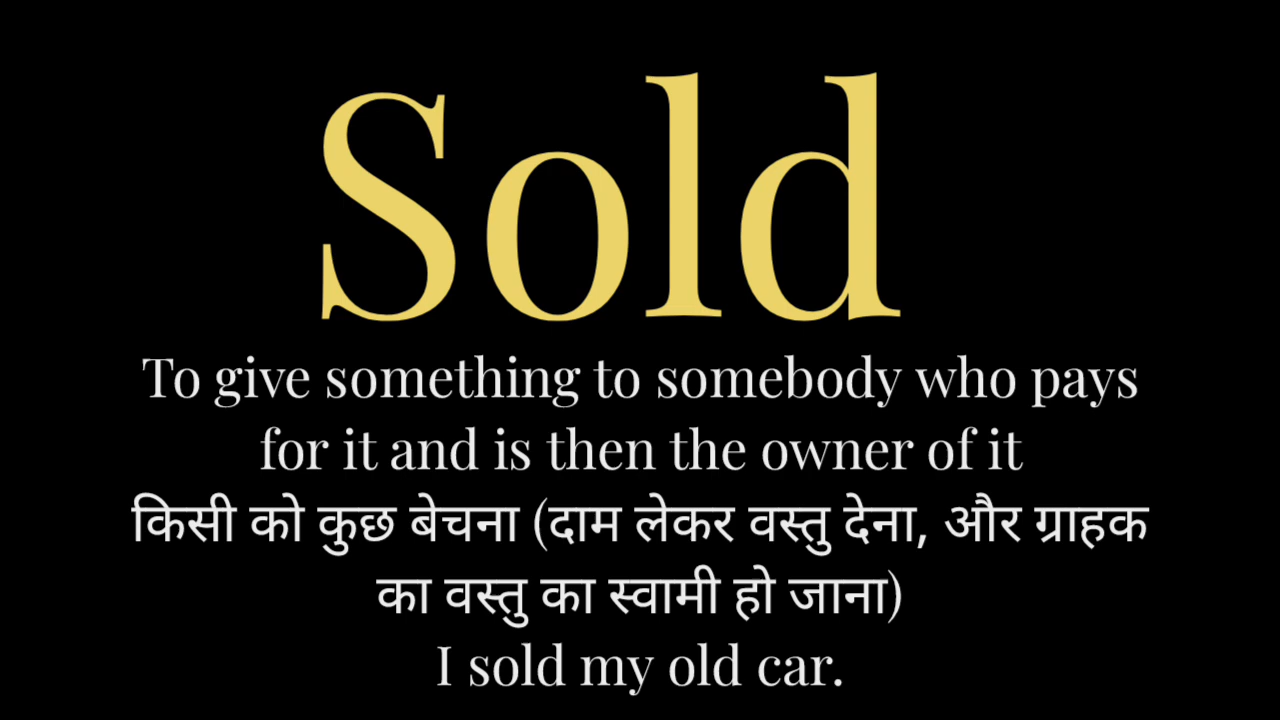 Sold
To give something to somebody who pays
for it and is then the owner of it
किसी को कुछ बेचना (दाम लेकर वस्तु देना, और ग्राहक
का वस्तु का स्वामी हो जाना)
I sold my old car.